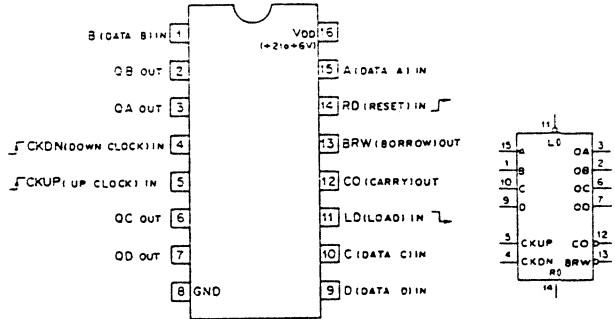 B (DATA B) IN 1
QB OUT 2
QA OUT 3
CKDN (DOWN CLOCK) IN 4
CKUP (UP CLOCK) IN 5
QC OUT 6
QD OUT 7
8 GND
VDD 16
(+2 to +6V)
15 A (DATA A) IN
14 RD (RESET) IN
13 BRW (BORROW) OUT
12 CO (CARRY) OUT
11 LD (LOAD) IN
10 C (DATA C) IN
9 D (DATA D) IN
11
LD
15 A QA 3
1 B QB 2
10 C QC 6
9 D QD 7
5 CKUP CO 12
4 CKDN BRW 13
RD
14